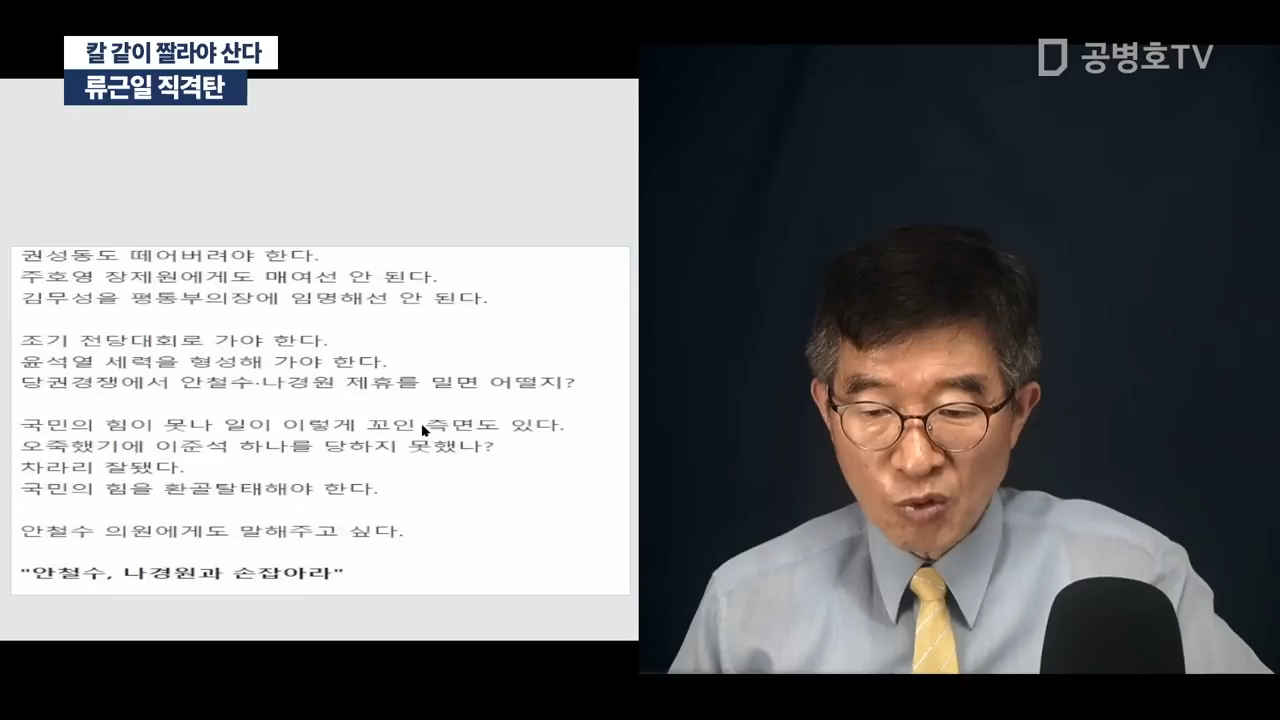 칼 같이 짤라야 산다
류근일 직격탄
공병호TV
권성동도 떼어버려야 한다.
주호영 장제원에게도 매여선 안 된다.
김무성을 평통부의장에 임명해선 안 된다.
조기 전당대회로 가야 한다.
윤석열 세력을 형성해 가야 한다.
당권경쟁에서 안철수·나경원 제휴를 밀면 어떨지?
국민의 힘이 못나 일이 이렇게 꼬인 측면도 있다.
오죽했기에 이준석 하나를 당하지 못했나?
차라리 잘됐다.
국민의 힘을 환골탈태해야 한다.
안철수 의원에게도 말해주고 싶다.
"안철수, 나경원과 손잡아라"